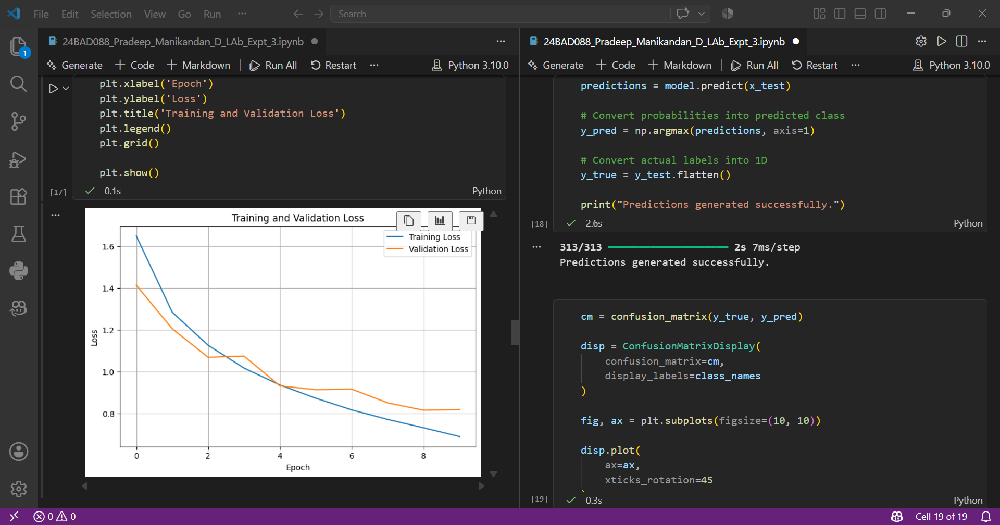 File Edit Selection View Go Run ··· Search
24BAD088_Pradeep_Manikandan_D_LAb_Expt_3.ipynb
Generate + Code + Markdown Run All Restart ··· Python 3.10.0
plt.xlabel('Epoch')
plt.ylabel('Loss')
plt.title('Training and Validation Loss')
plt.legend()
plt.grid()
plt.show()
[17] 0.1s Python
Training and Validation Loss
Training Loss
Validation Loss
1.6
1.4
1.2
1.0
0.8
Loss
0 2 4 6 8
Epoch
24BAD088_Pradeep_Manikandan_D_LAb_Expt_3.ipynb
Generate + Code + Markdown Run All Restart ··· Python 3.10.0
predictions = model.predict(x_test)
# Convert probabilities into predicted class
y_pred = np.argmax(predictions, axis=1)
# Convert actual labels into 1D
y_true = y_test.flatten()
print("Predictions generated successfully.")
[18] 2.6s Python
313/313 2s 7ms/step
Predictions generated successfully.
cm = confusion_matrix(y_true, y_pred)
disp = ConfusionMatrixDisplay(
confusion_matrix=cm,
display_labels=class_names
)
fig, ax = plt.subplots(figsize=(10, 10))
disp.plot(
ax=ax,
xticks_rotation=45
[19] 0.3s Python
1
0 0
Cell 19 of 19